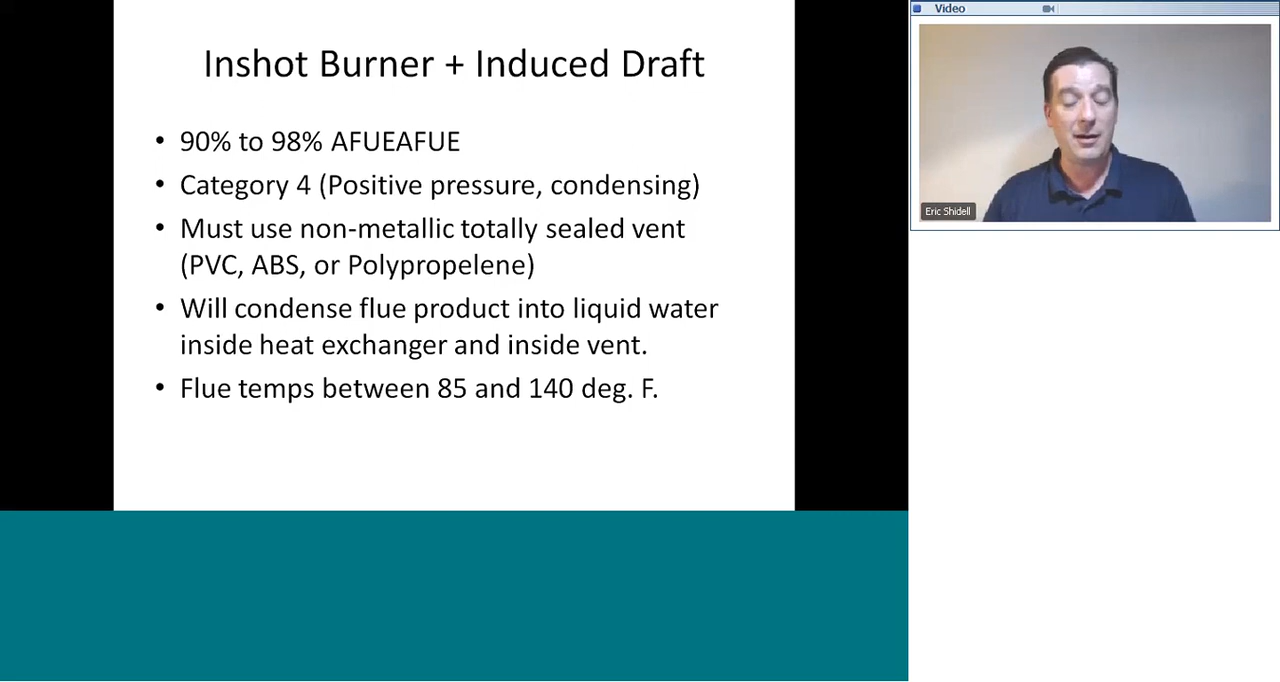 Inshot Burner + Induced Draft
• 90% to 98% AFUEAFUE
• Category 4 (Positive pressure, condensing)
• Must use non-metallic totally sealed vent
(PVC, ABS, or Polypropelene)
• Will condense flue product into liquid water
inside heat exchanger and inside vent.
• Flue temps between 85 and 140 deg. F.
Video
Eric Shidell